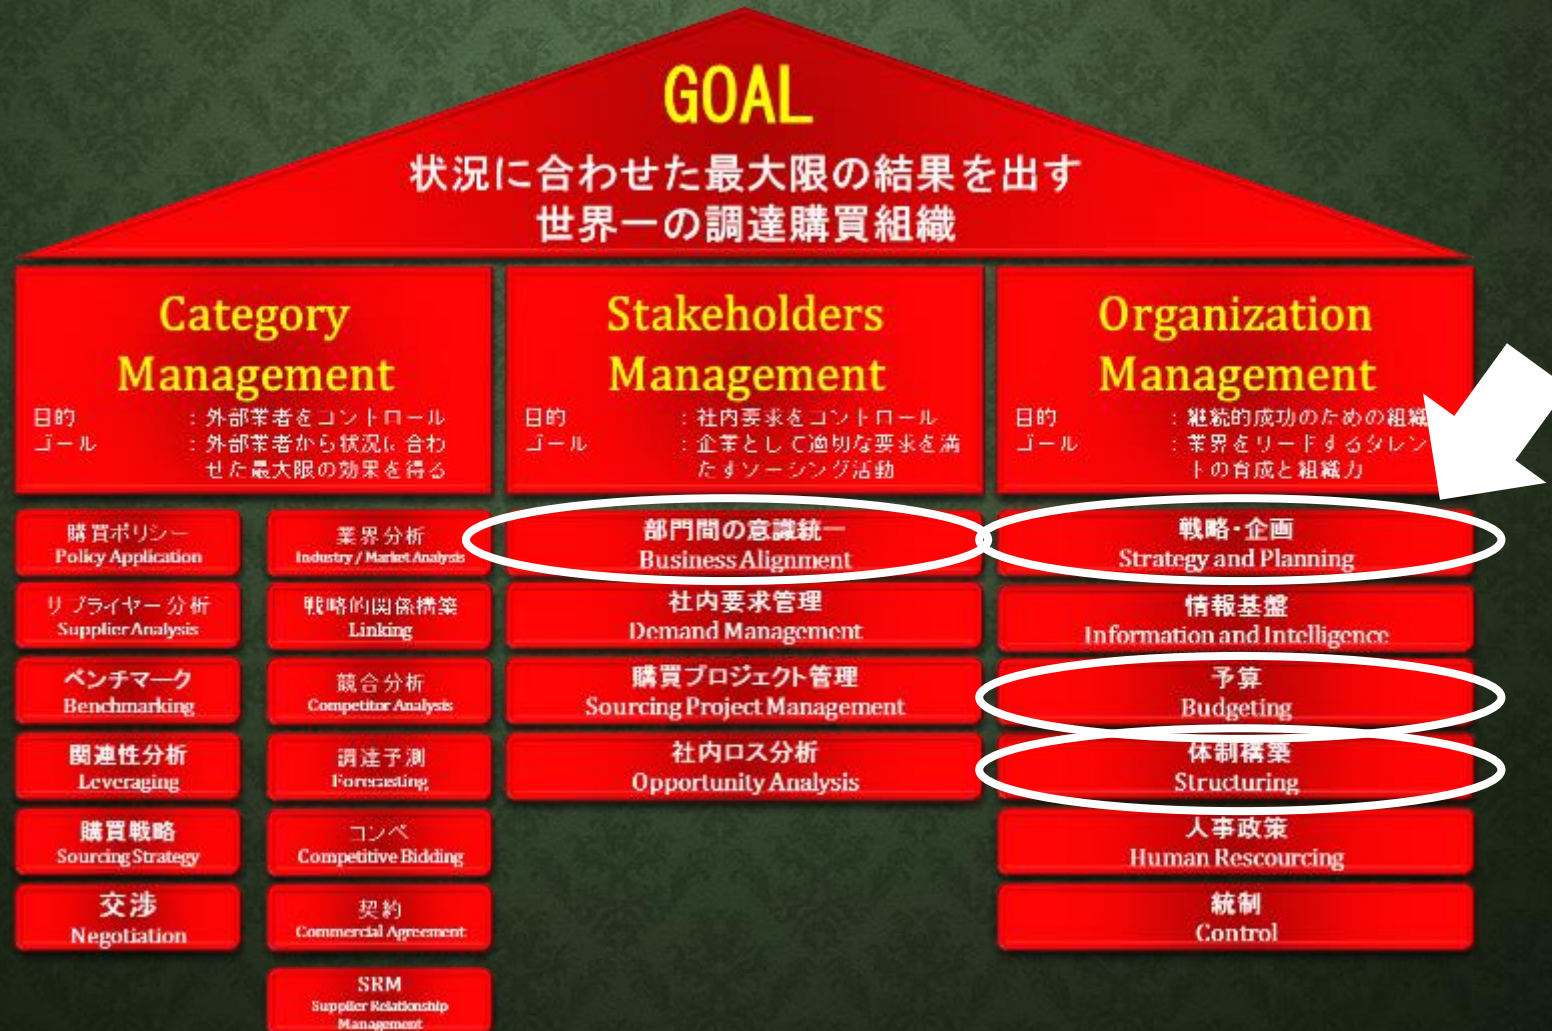 GOAL
状況に合わせた最大限の結果を出す
世界一の調達購買組織
Category
Management
目的 : 外部業者をコントロール
ゴール : 外部業者から状況に合わ
せた最大限の効果を得る
Stakeholders
Management
目的 : 社内要求をコントロール
ゴール : 企業として適切な要求を満
たすソーシング活動
Organization
Management
目的 : 継続的成功のための組織
ゴール : 業界をリードするタレン
トの育成と組織力
購買ポリシー
Policy Application
サプライヤー分析
Supplier Analysis
ベンチマーク
Benchmarking
関連性分析
Leveraging
購買戦略
Sourcing Strategy
交渉
Negotiation
業界分析
Industry / Market Analysis
戦略的関係構築
Linking
競合分析
Competitor Analysis
調達予測
Forecasting
コンペ
Competitive Bidding
契約
Commercial Agreement
SRM
Supplier Relationship
Management
部門間の意識統一
Business Alignment
社内要求管理
Demand Management
購買プロジェクト管理
Sourcing Project Management
社内ロス分析
Opportunity Analysis
戦略・企画
Strategy and Planning
情報基盤
Information and Intelligence
予算
Budgeting
体制構築
Structuring
人事政策
Human Rescourcing
統制
Control